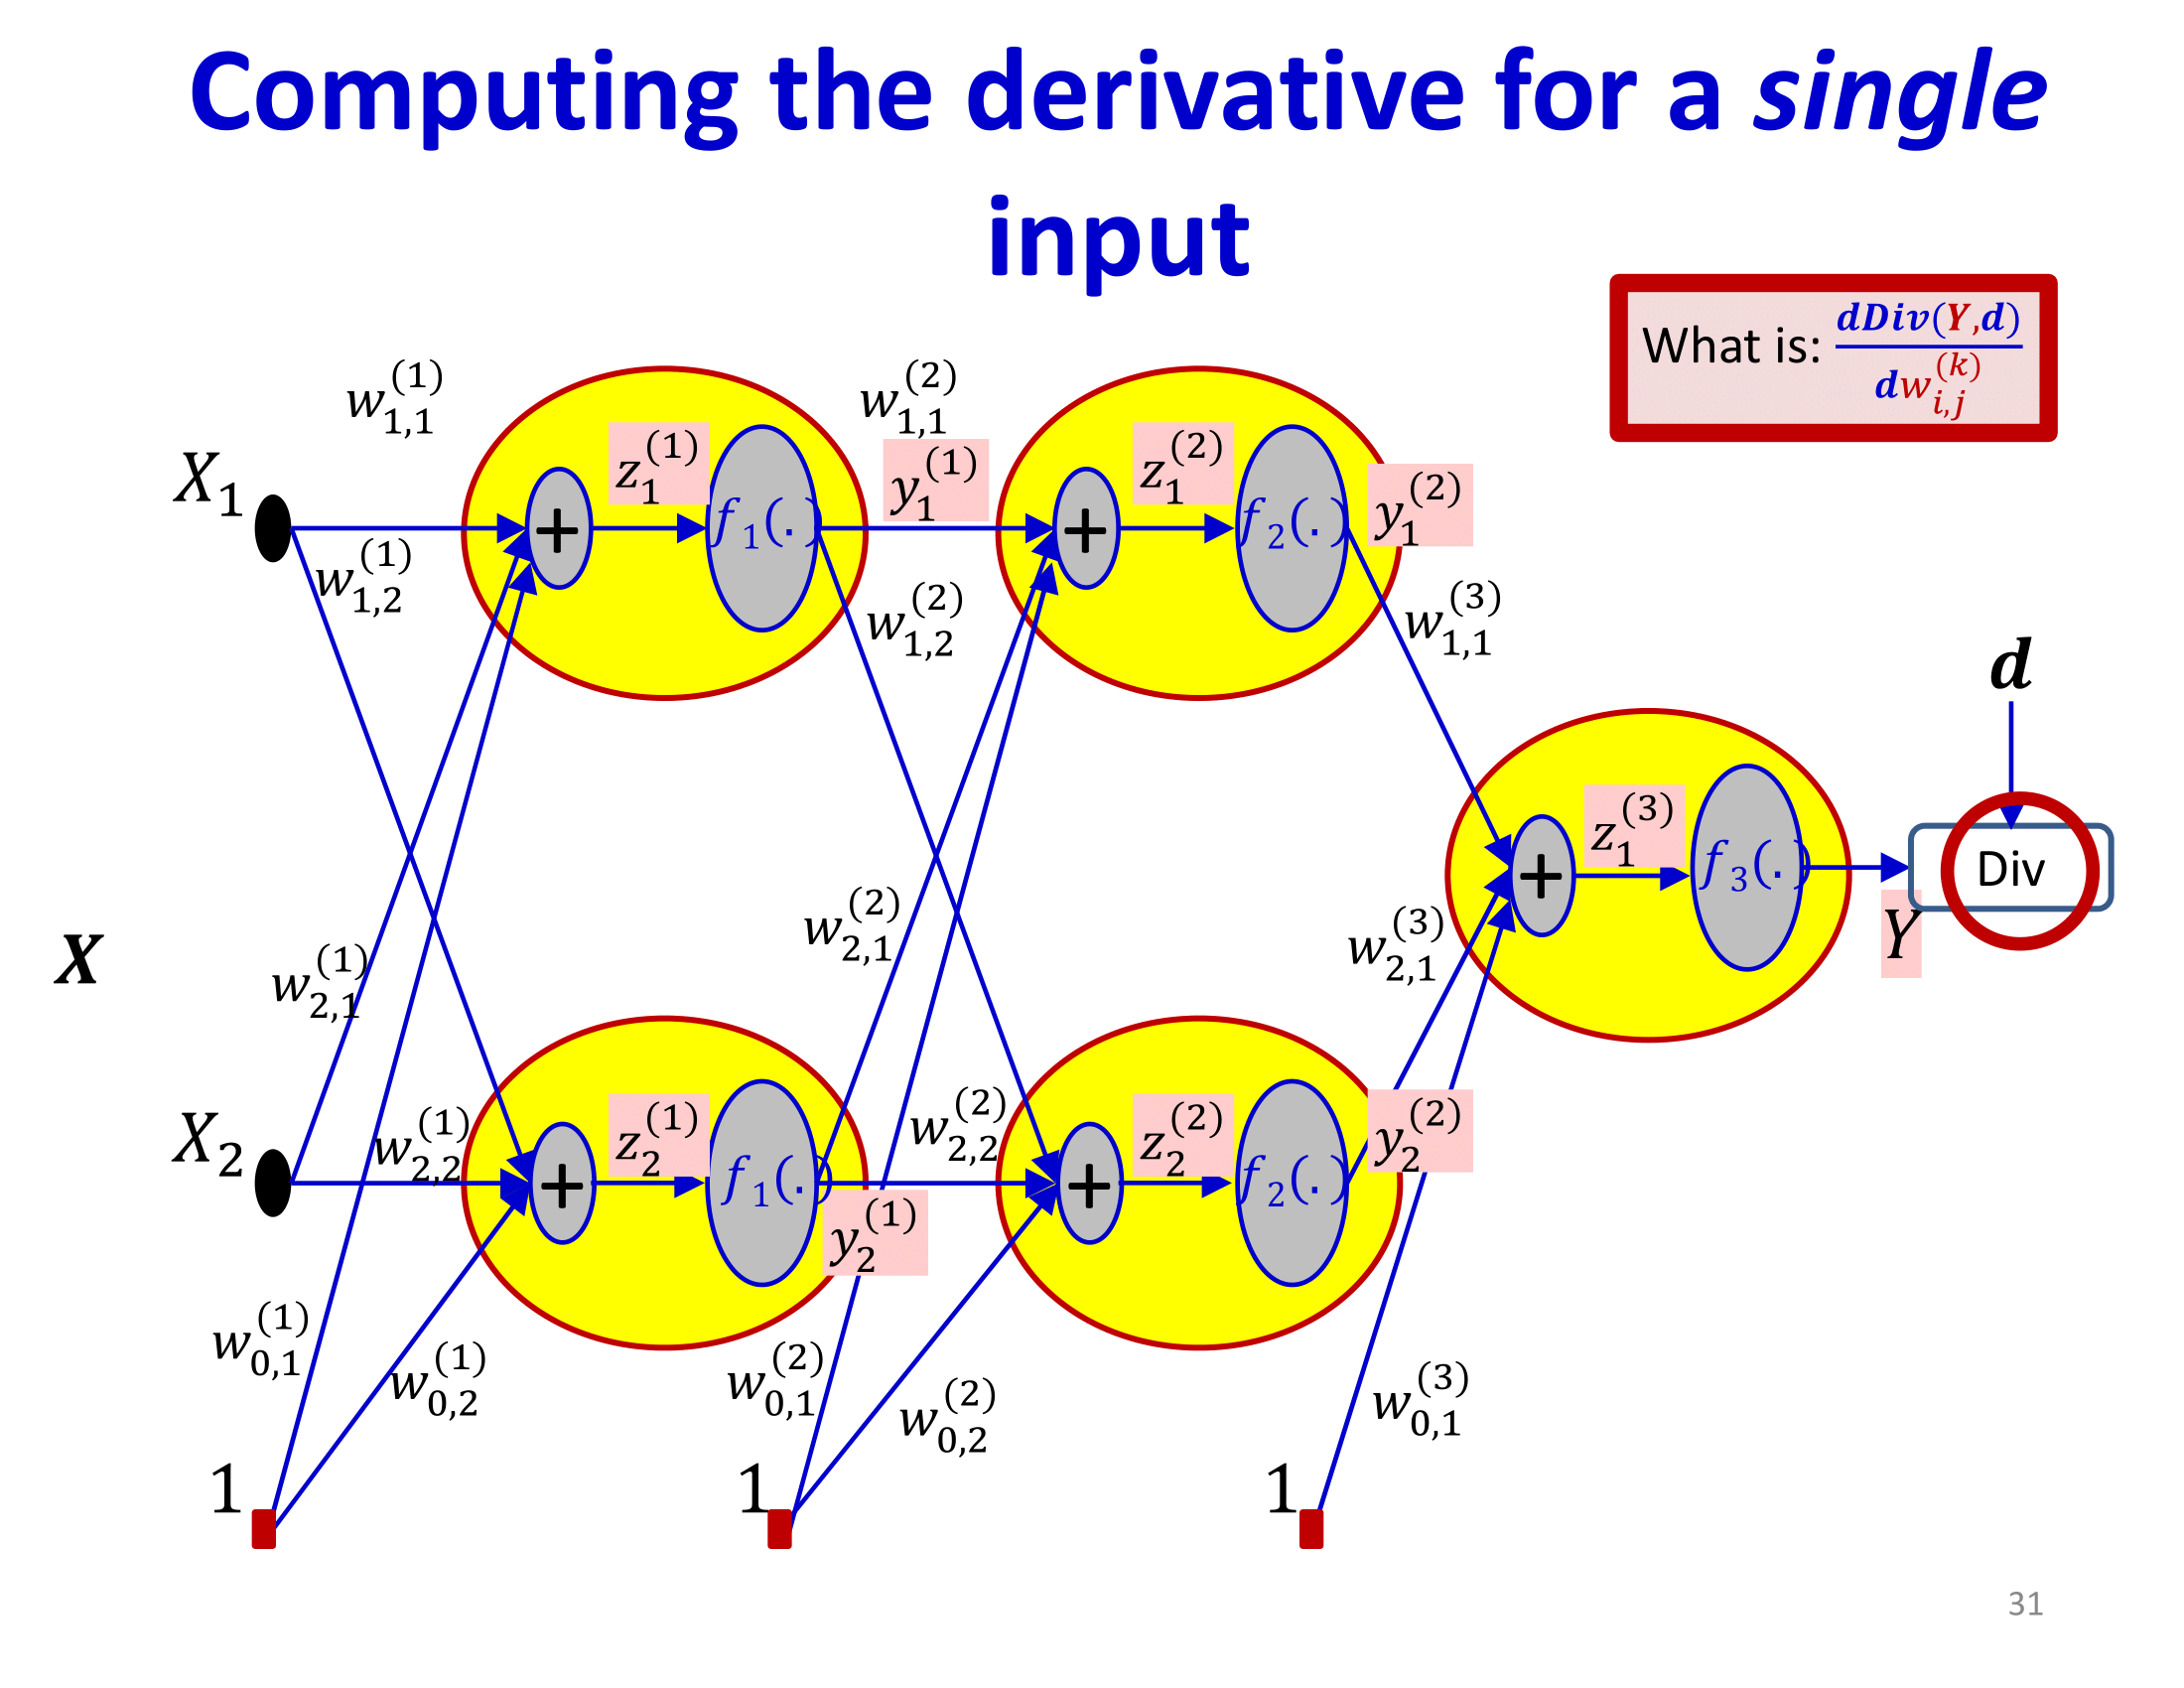 Computing the derivative for a single
input
What is: dDiv(Y,d) / dw_{i,j}^{(k)}
w_{1,1}^{(1)}
w_{1,1}^{(2)}
X_1
z_1^{(1)}
f_1(.)
y_1^{(1)}
z_1^{(2)}
f_2(.)
y_1^{(2)}
+
+
w_{1,2}^{(1)}
w_{1,2}^{(2)}
w_{1,1}^{(3)}
d
z_1^{(3)}
f_3(.)
+
Div
Y
X
w_{2,1}^{(1)}
w_{2,1}^{(2)}
w_{2,1}^{(3)}
X_2
w_{2,2}^{(1)}
z_2^{(1)}
f_1(.)
w_{2,2}^{(2)}
z_2^{(2)}
f_2(.)
y_2^{(2)}
+
+
y_2^{(1)}
w_{0,1}^{(1)}
w_{0,2}^{(1)}
w_{0,1}^{(2)}
w_{0,2}^{(2)}
w_{0,1}^{(3)}
1
1
1
31